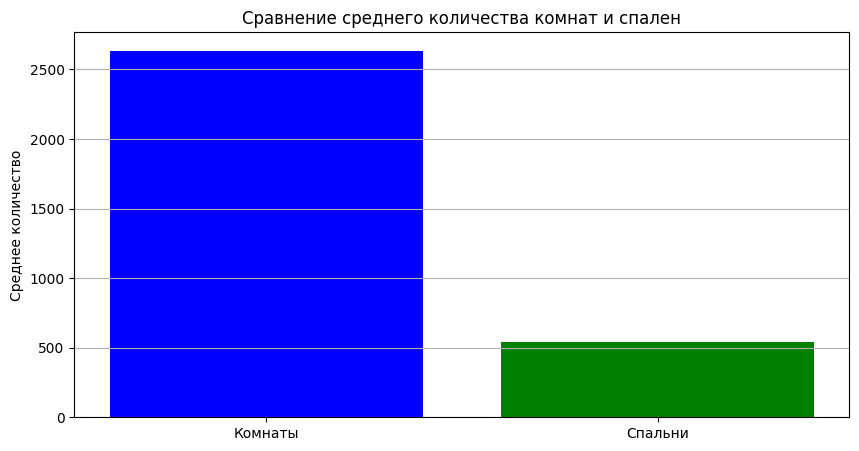 Сравнение среднего количества комнат и спален
Среднее количество
2500
2000
1500
1000
500
0
Комнаты
Спальни